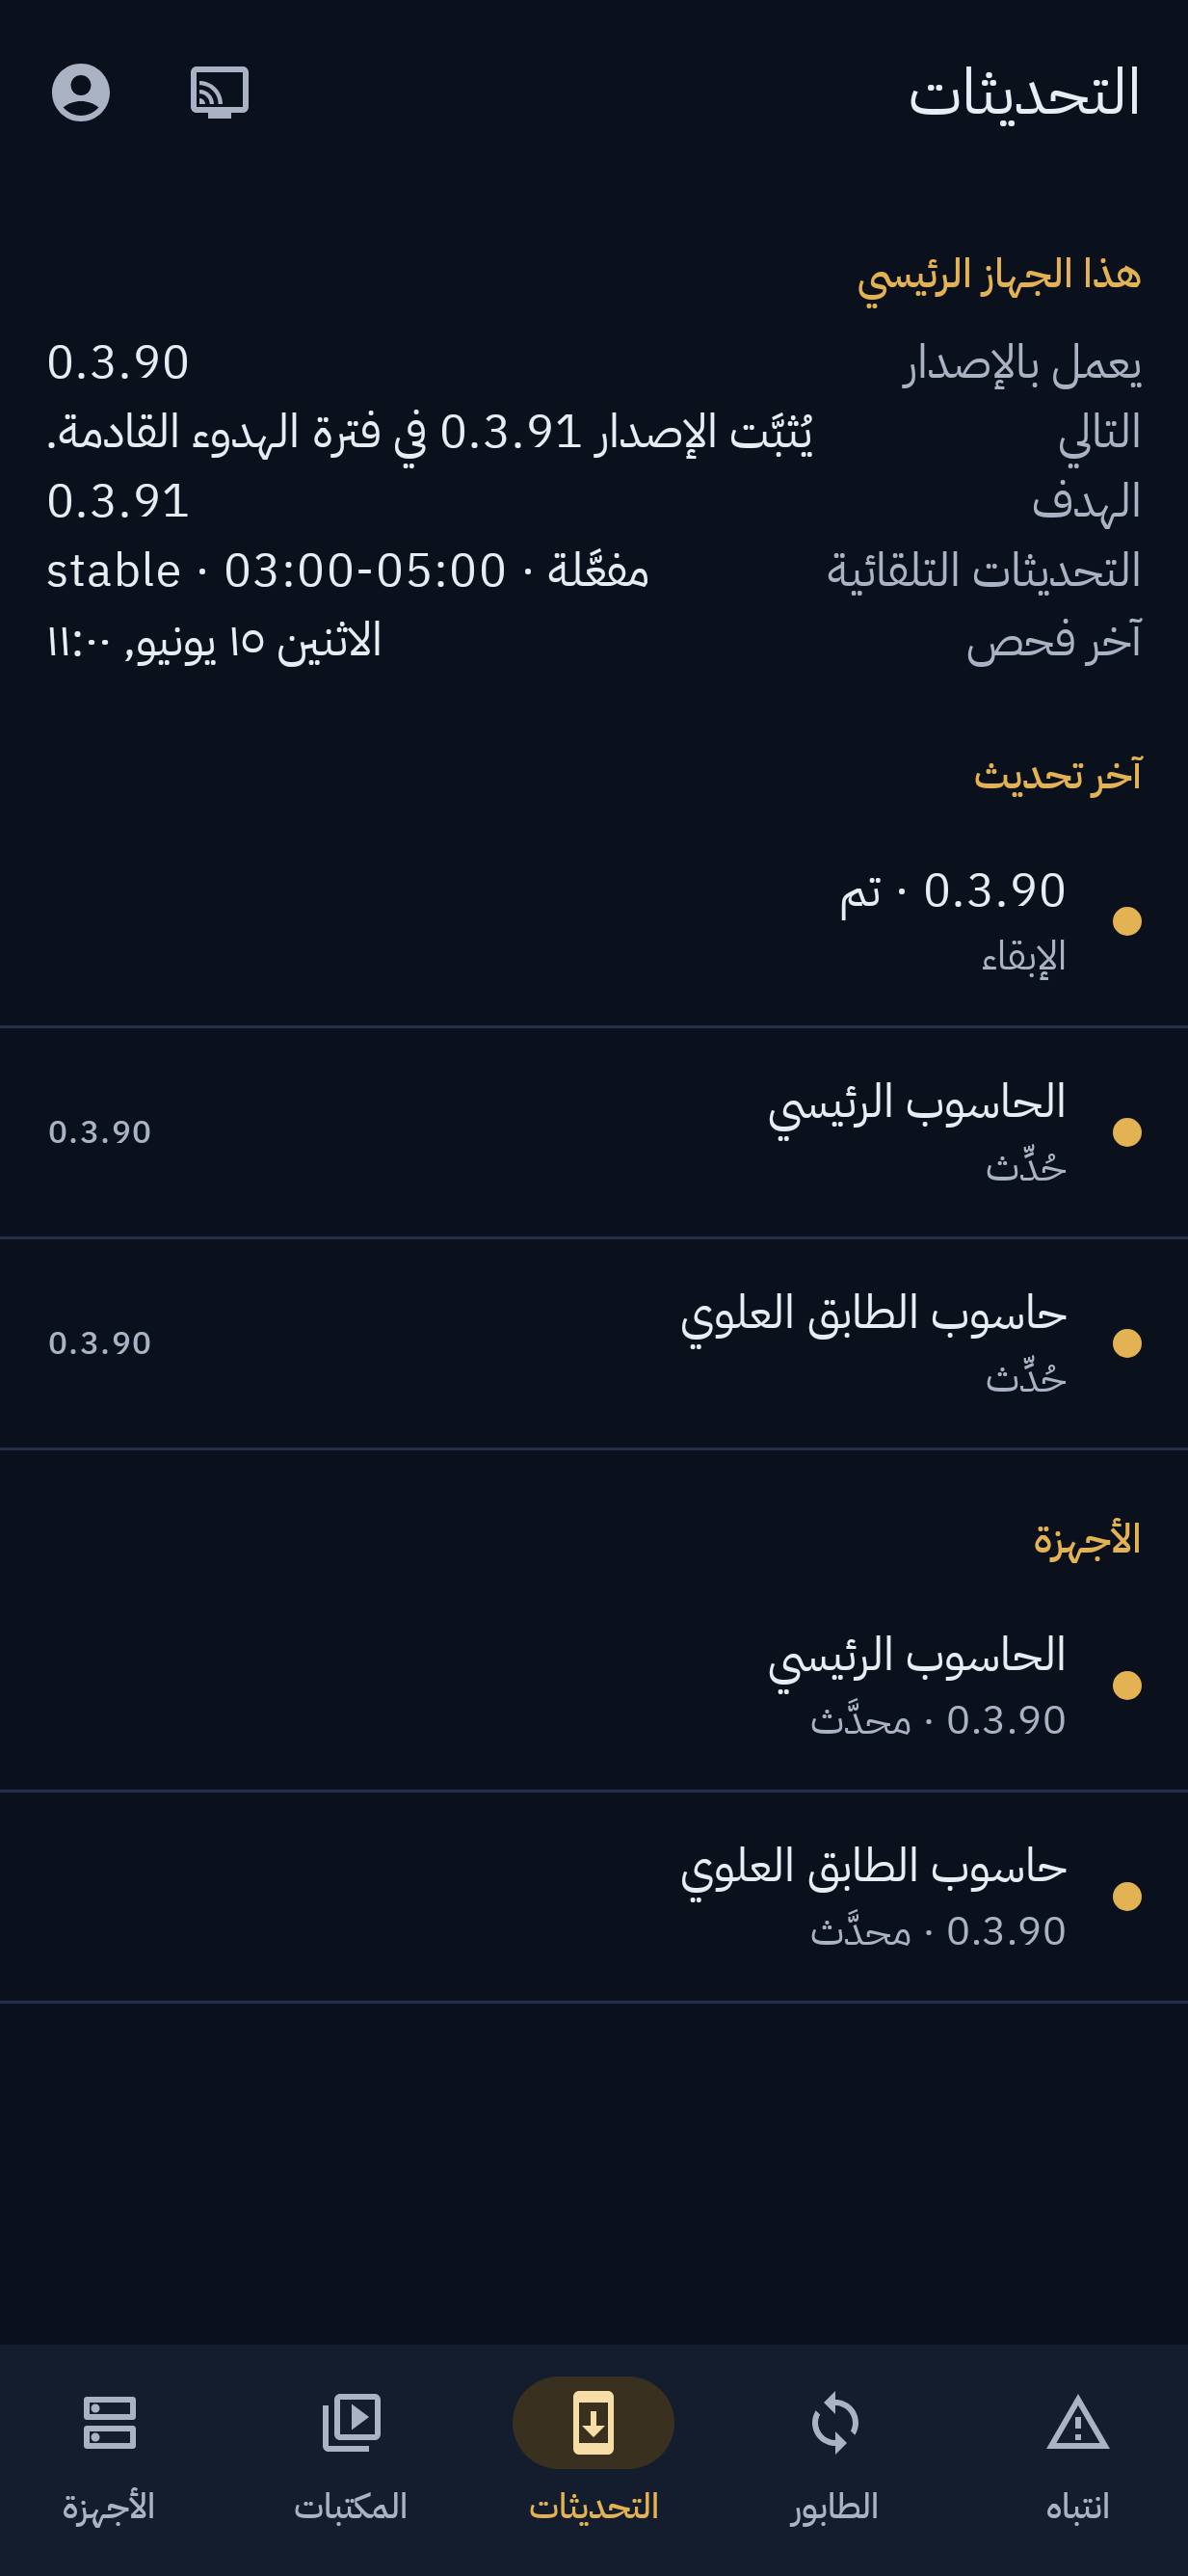 التحديثات
هذا الجهاز الرئيسي
يعمل بالإصدار 0.3.90
التالي يُثبَّت الإصدار 0.3.91 في فترة الهدوء القادمة.
الهدف 0.3.91
التحديثات التلقائية مفعَّلة · 03:00-05:00 · stable
آخر فحص الاثنين ١٥ يونيو, ١١:٠٠
آخر تحديث
0.3.90 · تم
الإبقاء
الحاسوب الرئيسي
حُدِّث
0.3.90
حاسوب الطابق العلوي
حُدِّث
0.3.90
الأجهزة
الحاسوب الرئيسي
0.3.90 · محدَّث
حاسوب الطابق العلوي
0.3.90 · محدَّث
انتباه
الطابور
التحديثات
المكتبات
الأجهزة